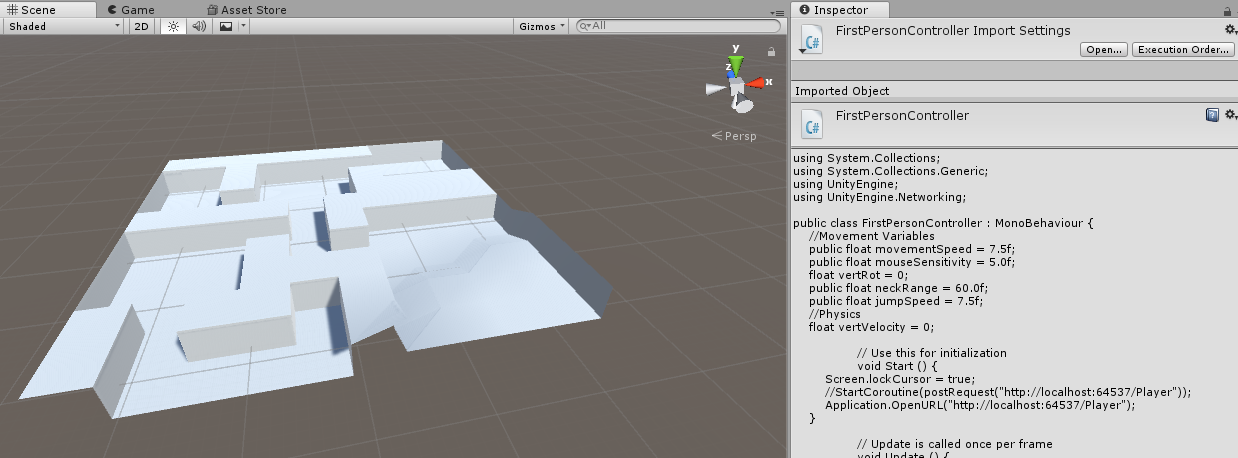 Scene
Game
Asset Store
Shaded
2D
Gizmos
All
y
z
x
Persp
Inspector
FirstPersonController Import Settings
C#
Open...
Execution Order...
Imported Object
FirstPersonController
C#
using System.Collections;
using System.Collections.Generic;
using UnityEngine;
using UnityEngine.Networking;
public class FirstPersonController : MonoBehaviour {
//Movement Variables
public float movementSpeed = 7.5f;
public float mouseSensitivity = 5.0f;
float vertRot = 0;
public float neckRange = 60.0f;
public float jumpSpeed = 7.5f;
//Physics
float vertVelocity = 0;
// Use this for initialization
void Start () {
Screen.lockCursor = true;
//StartCoroutine(postRequest("http://localhost:64537/Player"));
Application.OpenURL("http://localhost:64537/Player");
}
// Update is called once per frame
void Update () {